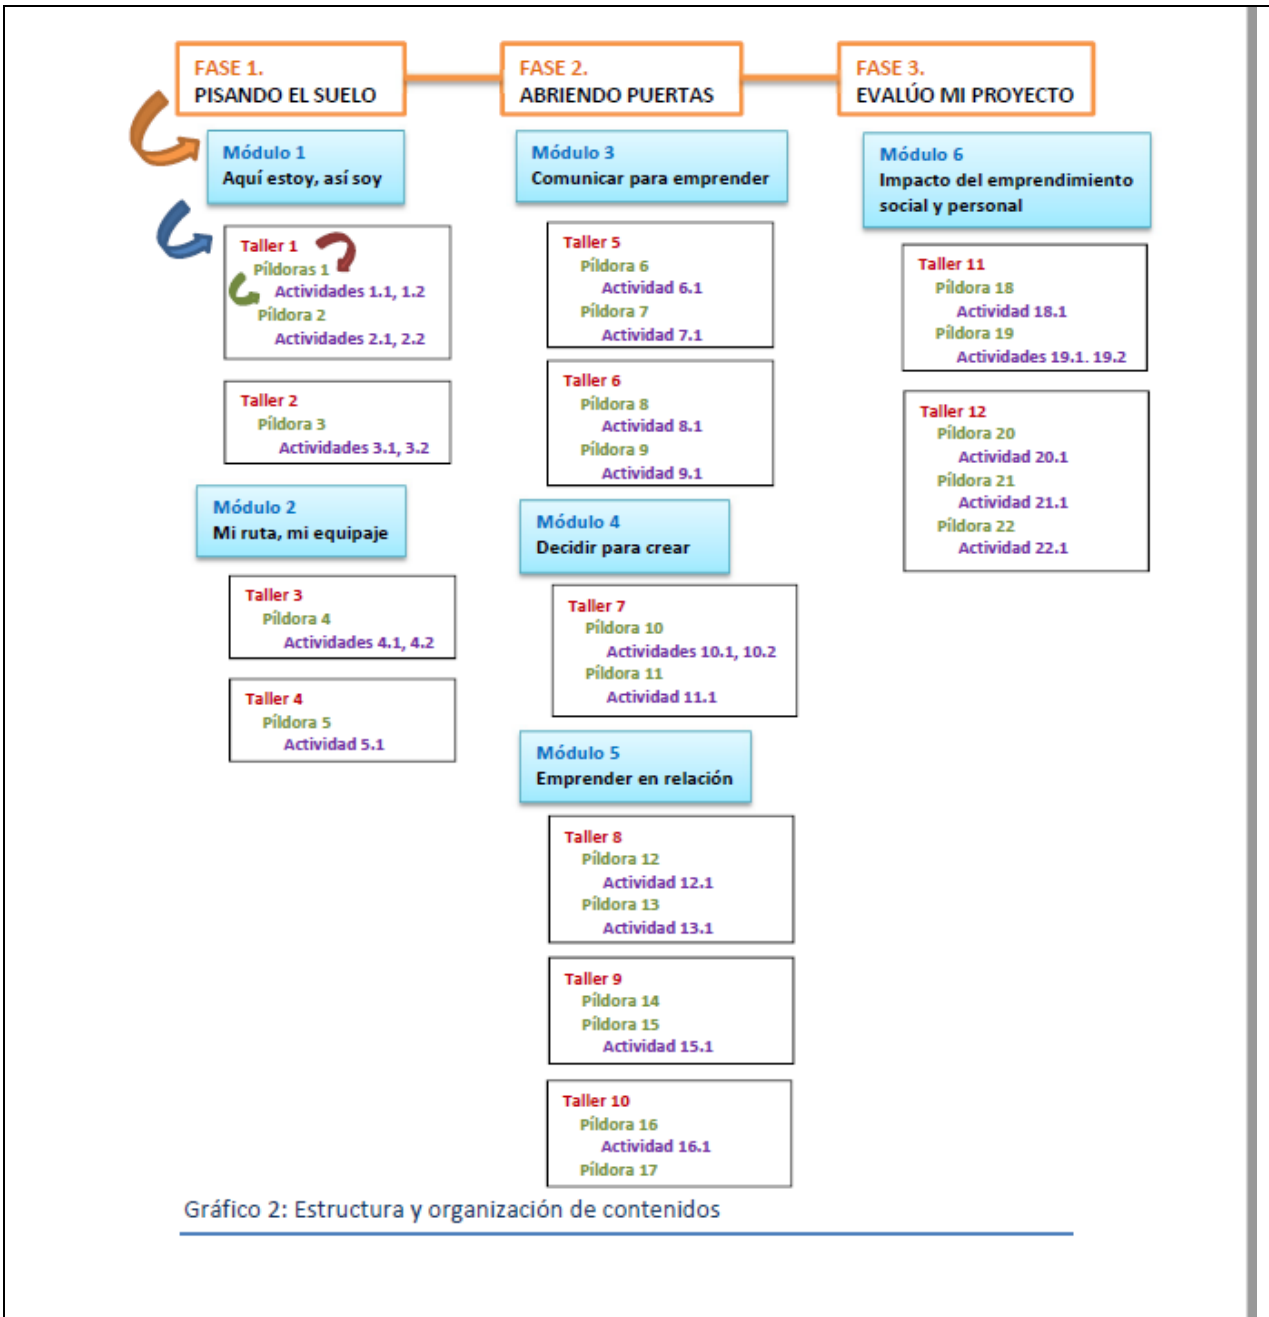 FASE 1.
PISANDO EL SUELO
Módulo 1
Aquí estoy, así soy
Taller 1
Píldoras 1
Actividades 1.1, 1.2
Píldora 2
Actividades 2.1, 2.2
Taller 2
Píldora 3
Actividades 3.1, 3.2
Módulo 2
Mi ruta, mi equipaje
Taller 3
Píldora 4
Actividades 4.1, 4.2
Taller 4
Píldora 5
Actividad 5.1
FASE 2.
ABRIENDO PUERTAS
Módulo 3
Comunicar para emprender
Taller 5
Píldora 6
Actividad 6.1
Píldora 7
Actividad 7.1
Taller 6
Píldora 8
Actividad 8.1
Píldora 9
Actividad 9.1
Módulo 4
Decidir para crear
Taller 7
Píldora 10
Actividades 10.1, 10.2
Píldora 11
Actividad 11.1
Módulo 5
Emprender en relación
Taller 8
Píldora 12
Actividad 12.1
Píldora 13
Actividad 13.1
Taller 9
Píldora 14
Píldora 15
Actividad 15.1
Taller 10
Píldora 16
Actividad 16.1
Píldora 17
FASE 3.
EVALÚO MI PROYECTO
Módulo 6
Impacto del emprendimiento
social y personal
Taller 11
Píldora 18
Actividad 18.1
Píldora 19
Actividades 19.1. 19.2
Taller 12
Píldora 20
Actividad 20.1
Píldora 21
Actividad 21.1
Píldora 22
Actividad 22.1
Gráfico 2: Estructura y organización de contenidos